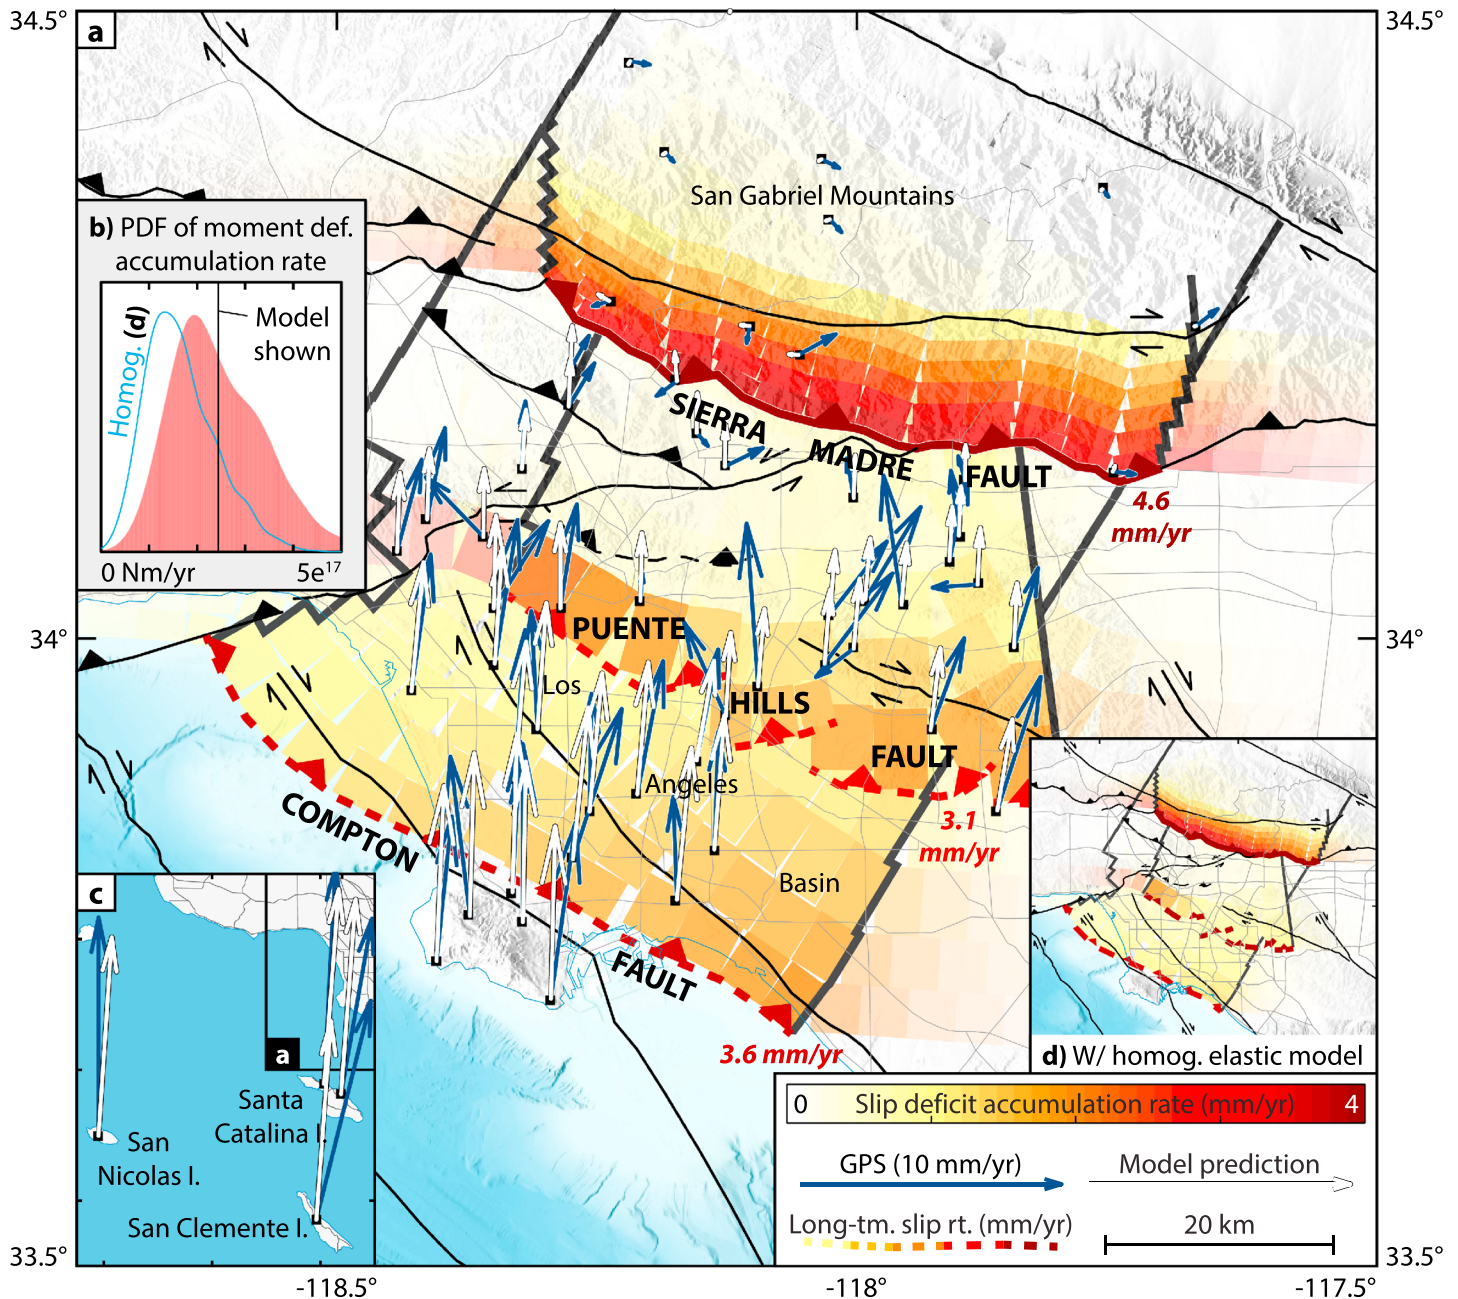 34.5°
34.5°
a
San Gabriel Mountains
b) PDF of moment def.
accumulation rate
Homog. (d)
Model
shown
0 Nm/yr
5e17
SIERRA
MADRE
FAULT
4.6
mm/yr
34°
34°
PUENTE
HILLS
FAULT
Los
Angeles
Basin
3.1
mm/yr
COMPTON
FAULT
3.6 mm/yr
c
a
Santa
Catalina I.
San
Nicolas I.
San Clemente I.
d) W/ homog. elastic model
0 Slip deficit accumulation rate (mm/yr) 4
GPS (10 mm/yr)
Model prediction
Long-tm. slip rt. (mm/yr)
20 km
33.5°
33.5°
-118.5°
-118°
-117.5°